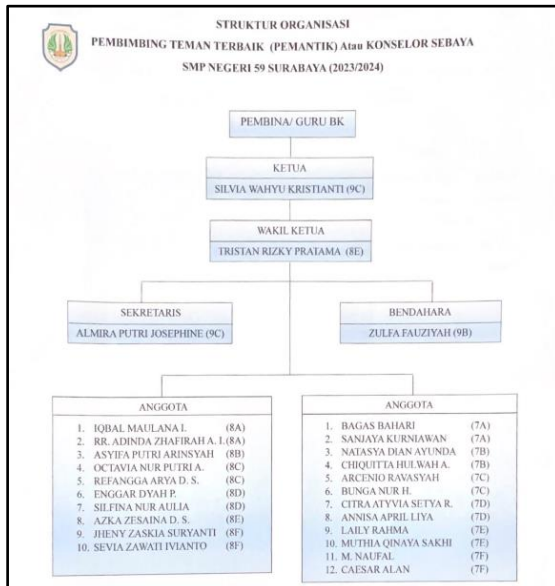 STRUKTUR ORGANISASI
PEMBIMBING TEMAN TERBAIK (PEMANTIK) Atau KONSELOR SEBAYA
SMP NEGERI 59 SURABAYA (2023/2024)
PEMBINA/ GURU BK
KETUA
SILVIA WAHYU KRISTIANTI (9C)
WAKIL KETUA
TRISTAN RIZKY PRATAMA (8E)
SEKRETARIS
ALMIRA PUTRI JOSEPHINE (9C)
BENDAHARA
ZULFA FAUZIYAH (9B)
ANGGOTA
1. IQBAL MAULANA I. (8A)
2. RR. ADINDA ZHAFIRAH A. I. (8A)
3. ASYIFA PUTRI ARINSYAH (8B)
4. OCTAVIA NUR PUTRI A. (8C)
5. REFANGGA ARYA D. S. (8C)
6. ENGGAR DYAH P. (8D)
7. SILFINA NUR AULIA (8D)
8. AZKA ZESAINA D. S. (8E)
9. JHENY ZASKIA SURYANTI (8F)
10. SEVIA ZAWATI IVIANTO (8F)
ANGGOTA
1. BAGAS BAHARI (7A)
2. SANJAYA KURNIAWAN (7A)
3. NATASYA DIAN AYUNDA (7B)
4. CHIQUITTA HULWAH A. (7B)
5. ARCENIO RAVASYAH (7C)
6. BUNGA NUR H. (7C)
7. CITRA ATYVIA SETYA R. (7D)
8. ANNISA APRIL LIYA (7D)
9. LAILY RAHMA (7E)
10. MUTHIA QINAYA SAKHI (7E)
11. M. NAUFAL (7F)
12. CAESAR ALAN (7F)